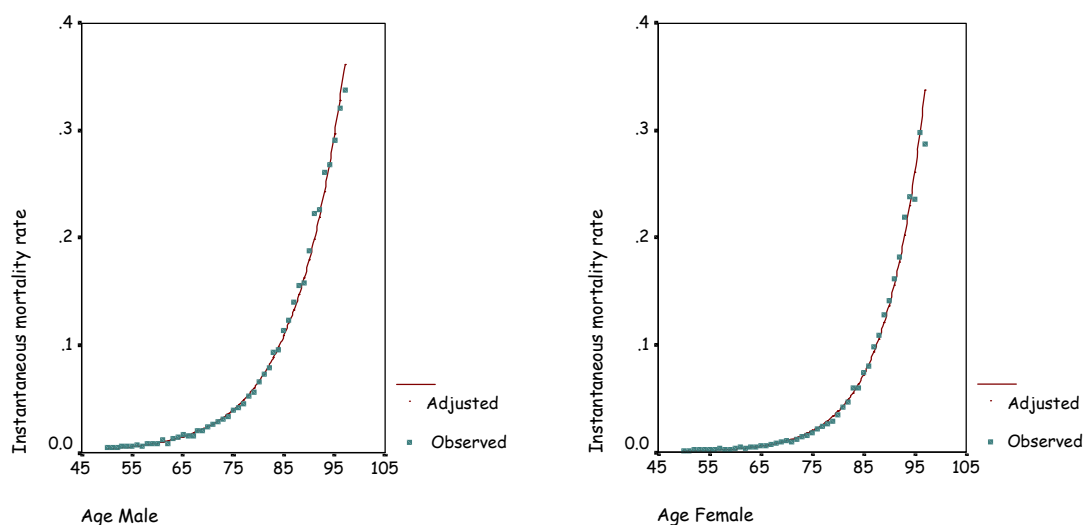 .4
.3
.2
.1
0.0
45 55 65 75 85 95 105
Instantaneous mortality rate
Age Male
Adjusted
Observed
.4
.3
.2
.1
0.0
45 55 65 75 85 95 105
Instantaneous mortality rate
Age Female
Adjusted
Observed